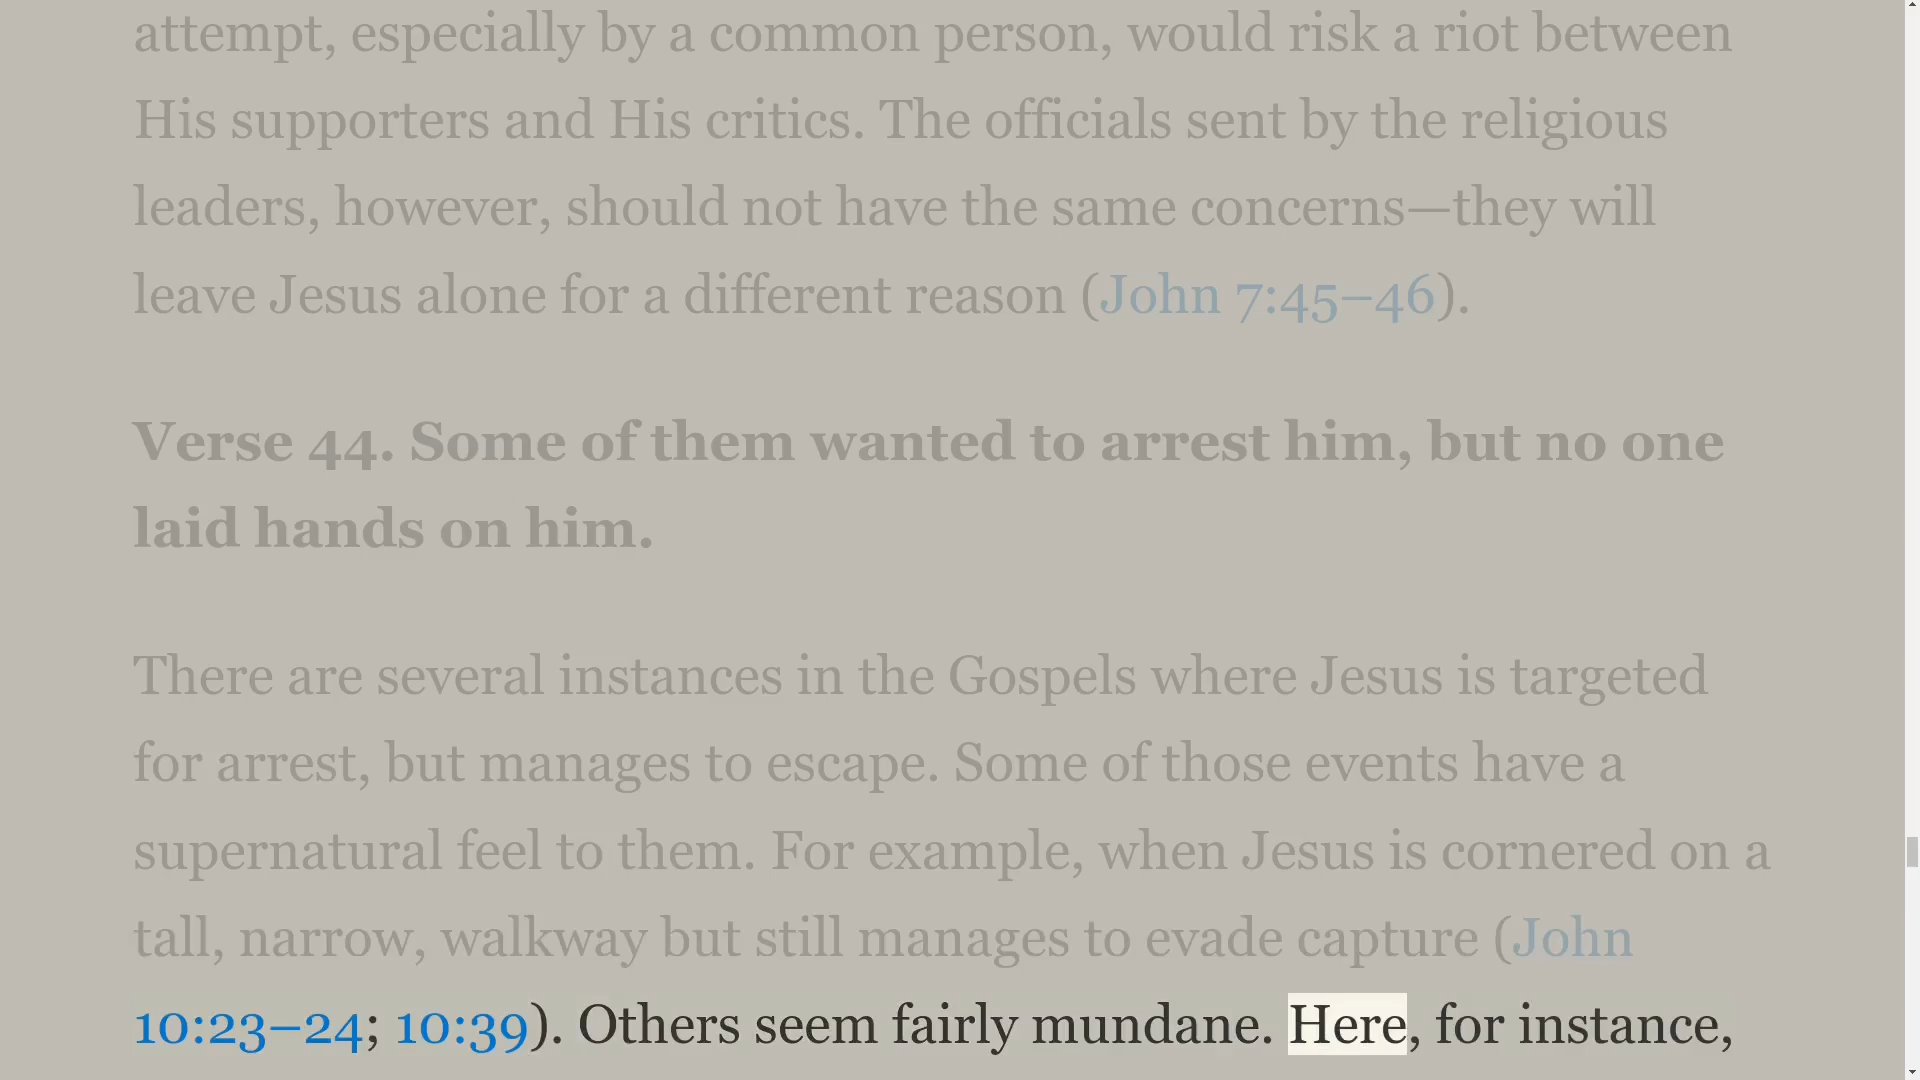 attempt, especially by a common person, would risk a riot between
His supporters and His critics. The officials sent by the religious
leaders, however, should not have the same concerns—they will
leave Jesus alone for a different reason (John 7:45–46).
Verse 44. Some of them wanted to arrest him, but no one
laid hands on him.
There are several instances in the Gospels where Jesus is targeted
for arrest, but manages to escape. Some of those events have a
supernatural feel to them. For example, when Jesus is cornered on a
tall, narrow, walkway but still manages to evade capture (John
10:23–24; 10:39). Others seem fairly mundane. Here, for instance,